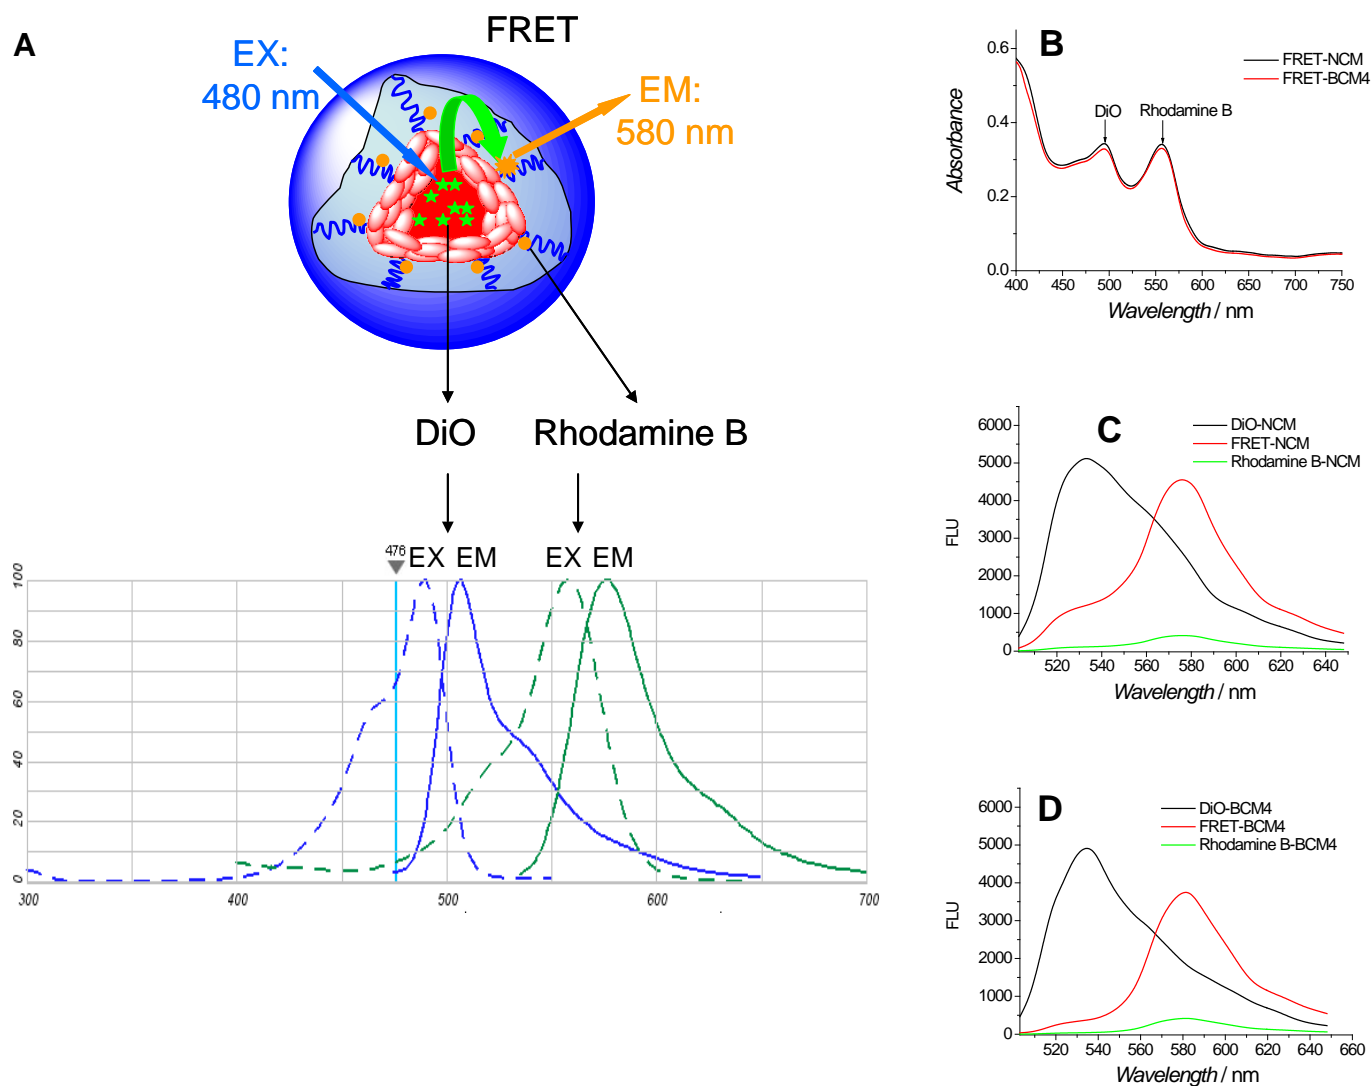 A
FRET
EX:
480 nm
EM:
580 nm
DiO
Rhodamine B
476
EX EM
EX EM
100
80
60
40
20
0
300
400
500
600
700
B
FRET-NCM
FRET-BCM4
DiO
Rhodamine B
Absorbance
0.6
0.4
0.2
0.0
400 450 500 550 600 650 700 750
Wavelength / nm
C
DiO-NCM
FRET-NCM
Rhodamine B-NCM
FLU
6000
5000
4000
3000
2000
1000
0
520 540 560 580 600 620 640
Wavelength / nm
D
DiO-BCM4
FRET-BCM4
Rhodamine B-BCM4
FLU
6000
5000
4000
3000
2000
1000
0
520 540 560 580 600 620 640 660
Wavelength / nm